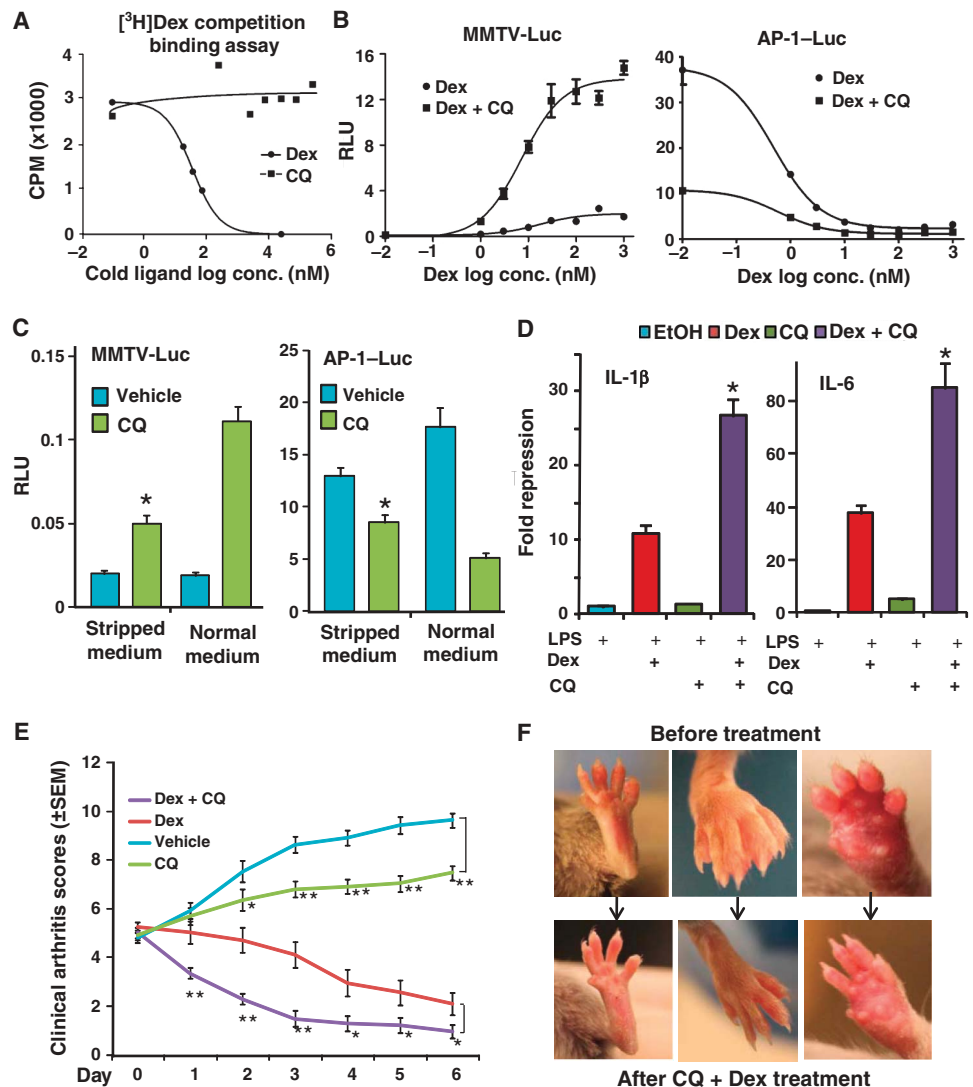 A
[³H]Dex competition
binding assay
CPM (x1000)
4
3
2
1
0
Dex
CQ
−2 0 2 4 6
Cold ligand log conc. (nM)
B
MMTV-Luc
RLU
16
12
8
4
0
Dex
Dex + CQ
−2 −1 0 1 2 3
Dex log conc. (nM)
AP-1–Luc
40
30
20
10
0
Dex
Dex + CQ
−2 −1 0 1 2 3
Dex log conc. (nM)
C
MMTV-Luc
RLU
0.15
0.1
0.05
0
Vehicle
CQ
*
Stripped medium
Normal medium
AP-1–Luc
25
20
15
10
5
0
Vehicle
CQ
*
Stripped medium
Normal medium
D
EtOH Dex CQ Dex + CQ
Fold repression
IL-1β
30
20
10
0
*
LPS + + + +
Dex + +
CQ + +
IL-6
80
60
40
20
0
*
+ + + +
+ +
CQ + +
E
Clinical arthritis scores (±SEM)
12
10
8
6
4
2
0
Dex + CQ
Dex
Vehicle
CQ
* ** ** ** **
** ** ** * * *
Day 0 1 2 3 4 5 6
F
Before treatment
After CQ + Dex treatment